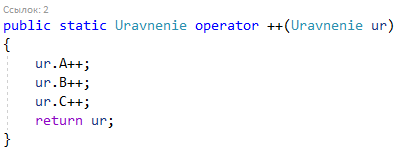 Ссылок: 2
public static Uravnenie operator ++(Uravnenie ur)
{
ur.A++;
ur.B++;
ur.C++;
return ur;
}